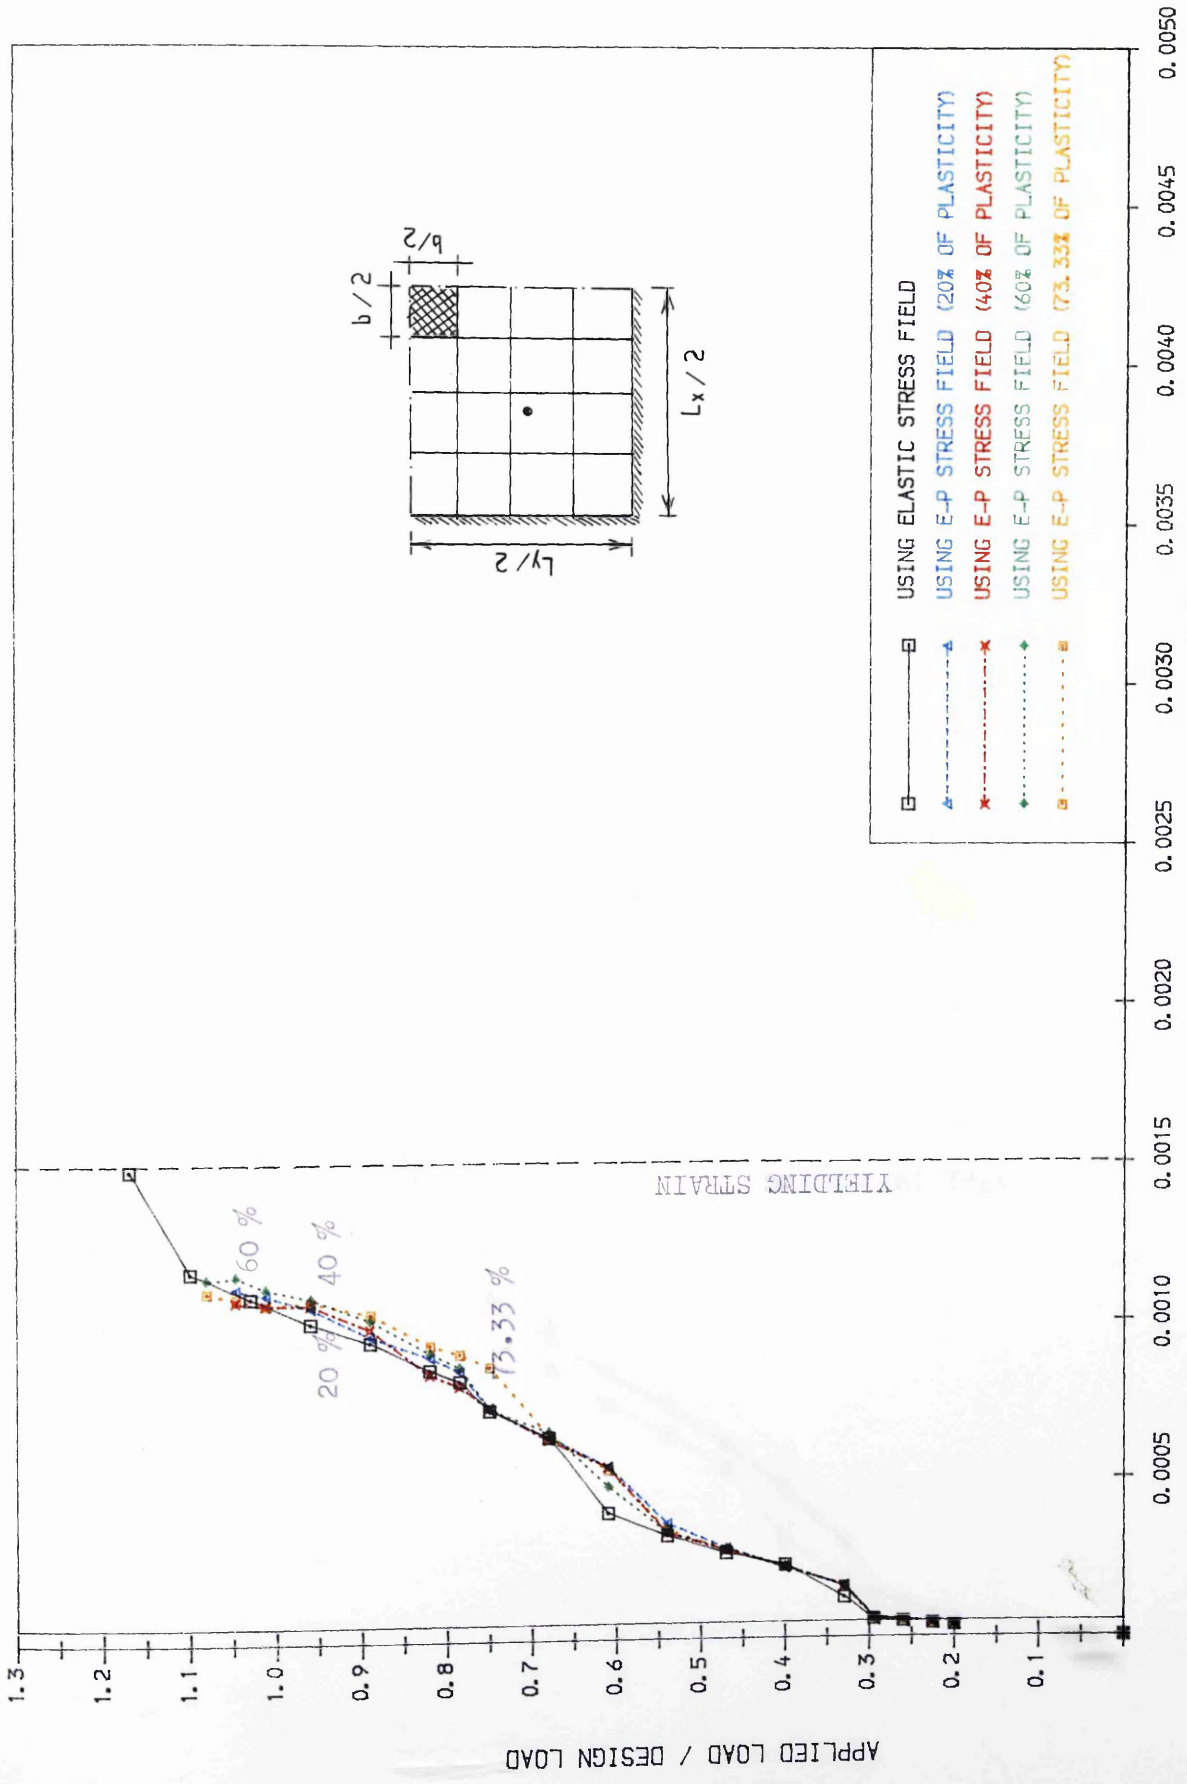 APPLIED LOAD / DESIGN LOAD
1.3
1.2
1.1
1.0
0.9
0.8
0.7
0.6
0.5
0.4
0.3
0.2
0.1
0.0005
0.0010
0.0015
0.0020
0.0025
0.0030
0.0035
0.0040
0.0045
0.0050
YIELDING STRAIN
20 %
40 %
60 %
73.33 %
b/2
b/2
Ly/2
Lx/2
USING ELASTIC STRESS FIELD
USING E-P STRESS FIELD (20% OF PLASTICITY)
USING E-P STRESS FIELD (40% OF PLASTICITY)
USING E-P STRESS FIELD (60% OF PLASTICITY)
USING E-P STRESS FIELD (73.33% OF PLASTICITY)